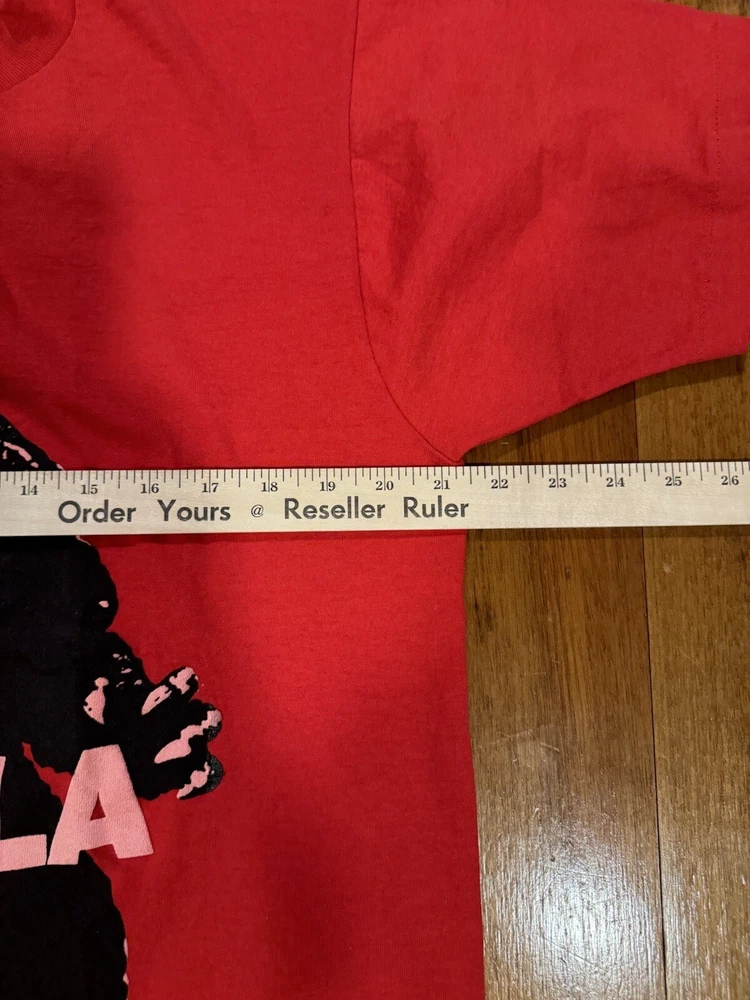 14 15 16 17 18 19 20 21 22 23 24 25 26
Order Yours @ Reseller Ruler
LA